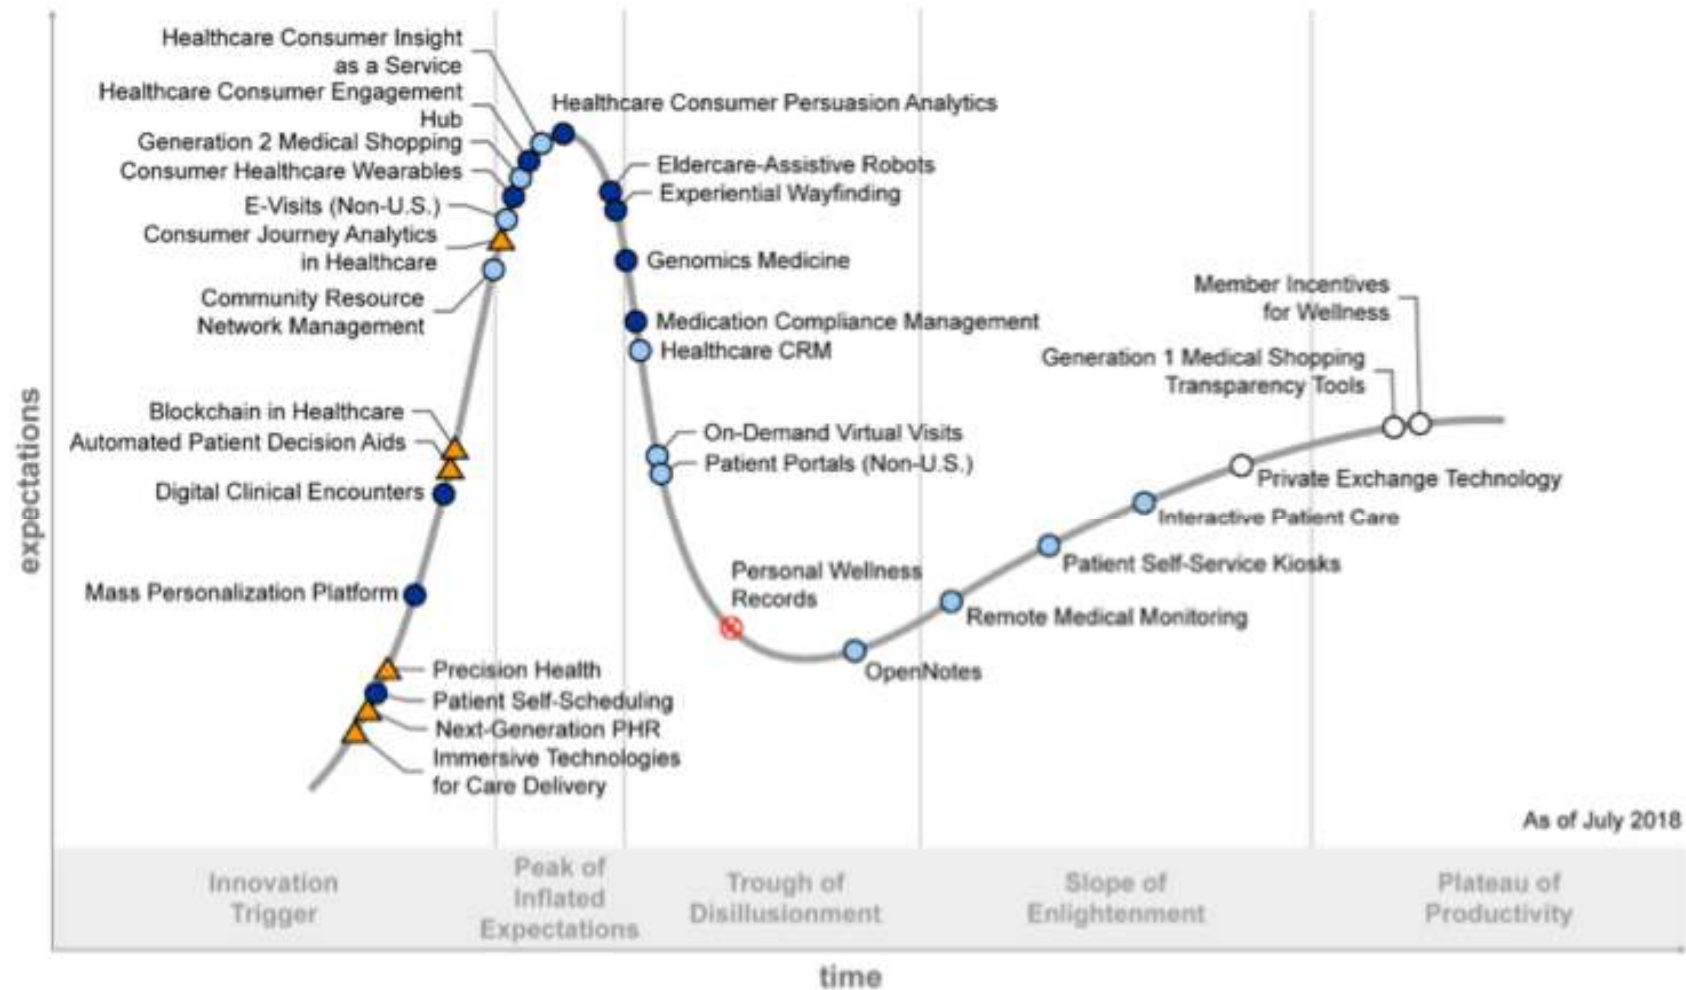 Healthcare Consumer Insight
as a Service
Healthcare Consumer Engagement
Hub
Generation 2 Medical Shopping
Consumer Healthcare Wearables
E-Visits (Non-U.S.)
Consumer Journey Analytics
in Healthcare
Community Resource
Network Management
Blockchain in Healthcare
Automated Patient Decision Aids
Digital Clinical Encounters
Mass Personalization Platform
Precision Health
Patient Self-Scheduling
Next-Generation PHR
Immersive Technologies
for Care Delivery
Healthcare Consumer Persuasion Analytics
Eldercare-Assistive Robots
Experiential Wayfinding
Genomics Medicine
Medication Compliance Management
Healthcare CRM
On-Demand Virtual Visits
Patient Portals (Non-U.S.)
Personal Wellness
Records
OpenNotes
Remote Medical Monitoring
Patient Self-Service Kiosks
Interactive Patient Care
Private Exchange Technology
Generation 1 Medical Shopping
Transparency Tools
Member Incentives
for Wellness
As of July 2018
expectations
Innovation
Trigger
Peak of
Inflated
Expectations
Trough of
Disillusionment
Slope of
Enlightenment
Plateau of
Productivity
time